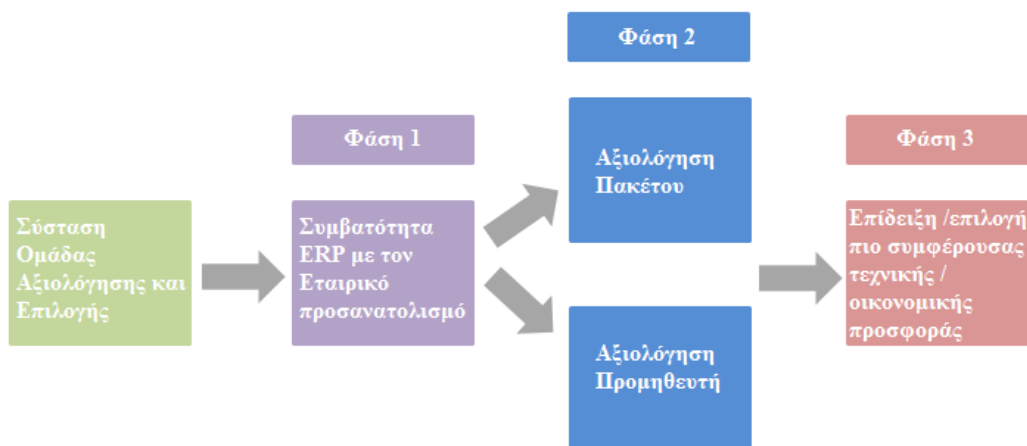 Σύσταση
Ομάδας
Αξιολόγησης και
Επιλογής
Φάση 1
Συμβατότητα
ERP με τον
Εταιρικό
προσανατολισμό
Φάση 2
Αξιολόγηση
Πακέτου
Αξιολόγηση
Προμηθευτή
Φάση 3
Επίδειξη /επιλογή
πιο συμφέρουσας
τεχνικής /
οικονομικής
προσφοράς